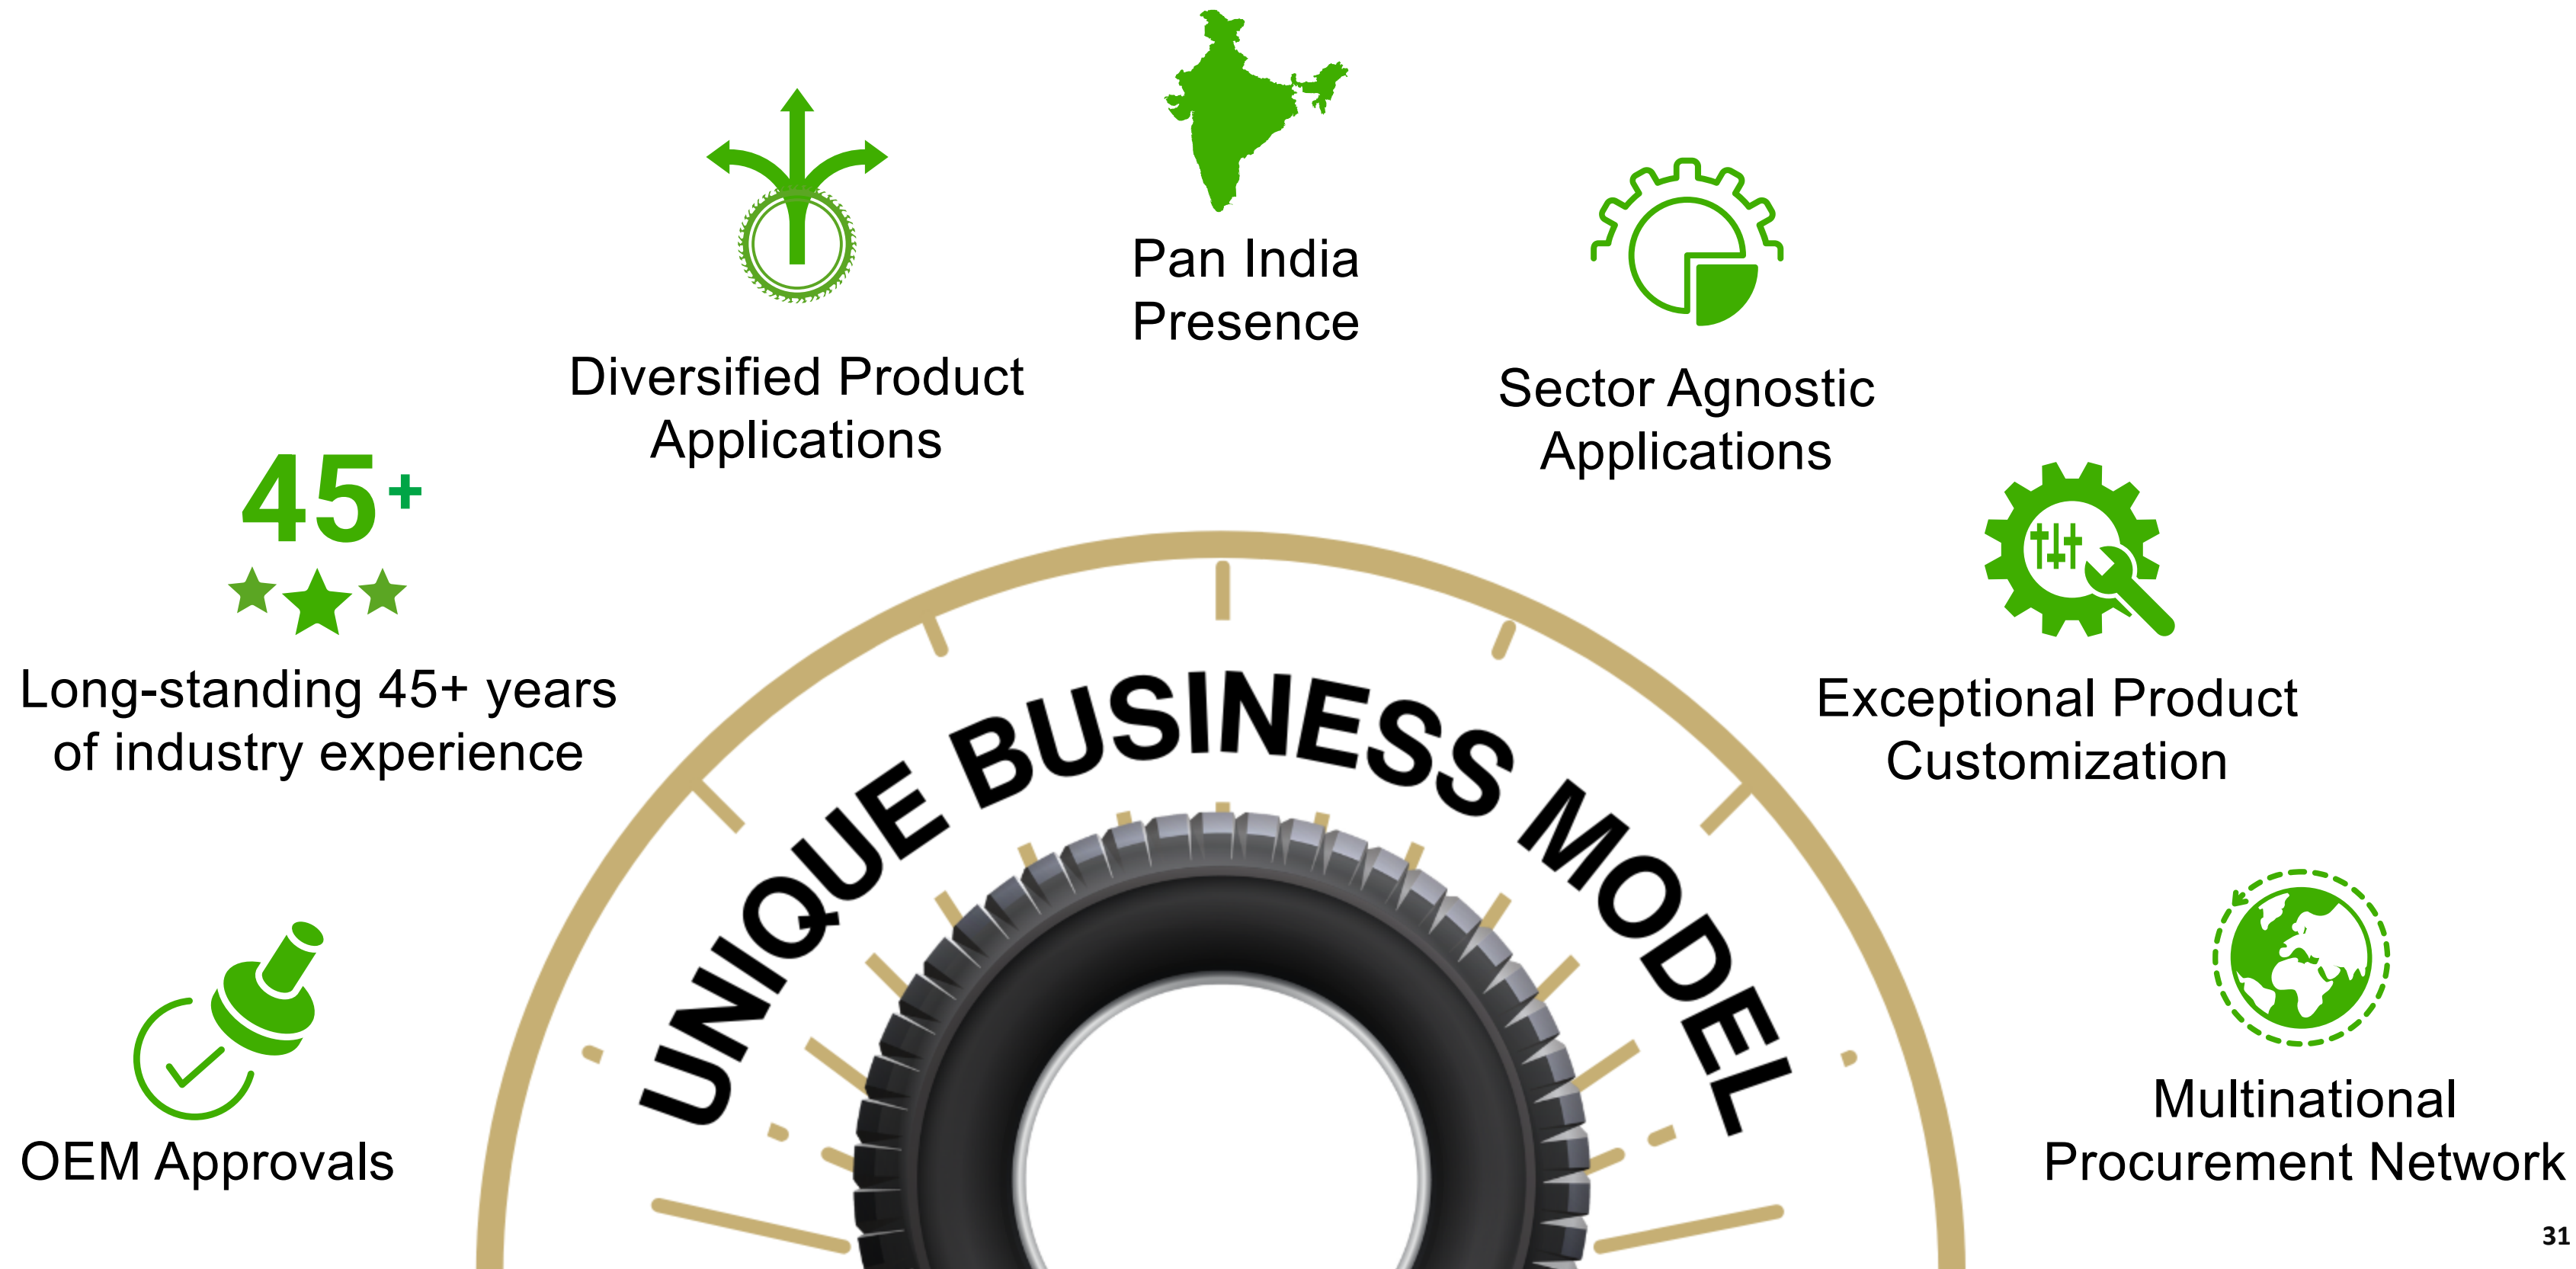 Pan India
Presence
Diversified Product
Applications
Sector Agnostic
Applications
45+
Long-standing 45+ years
of industry experience
Exceptional Product
Customization
UNIQUE BUSINESS MODEL
OEM Approvals
Multinational
Procurement Network
31